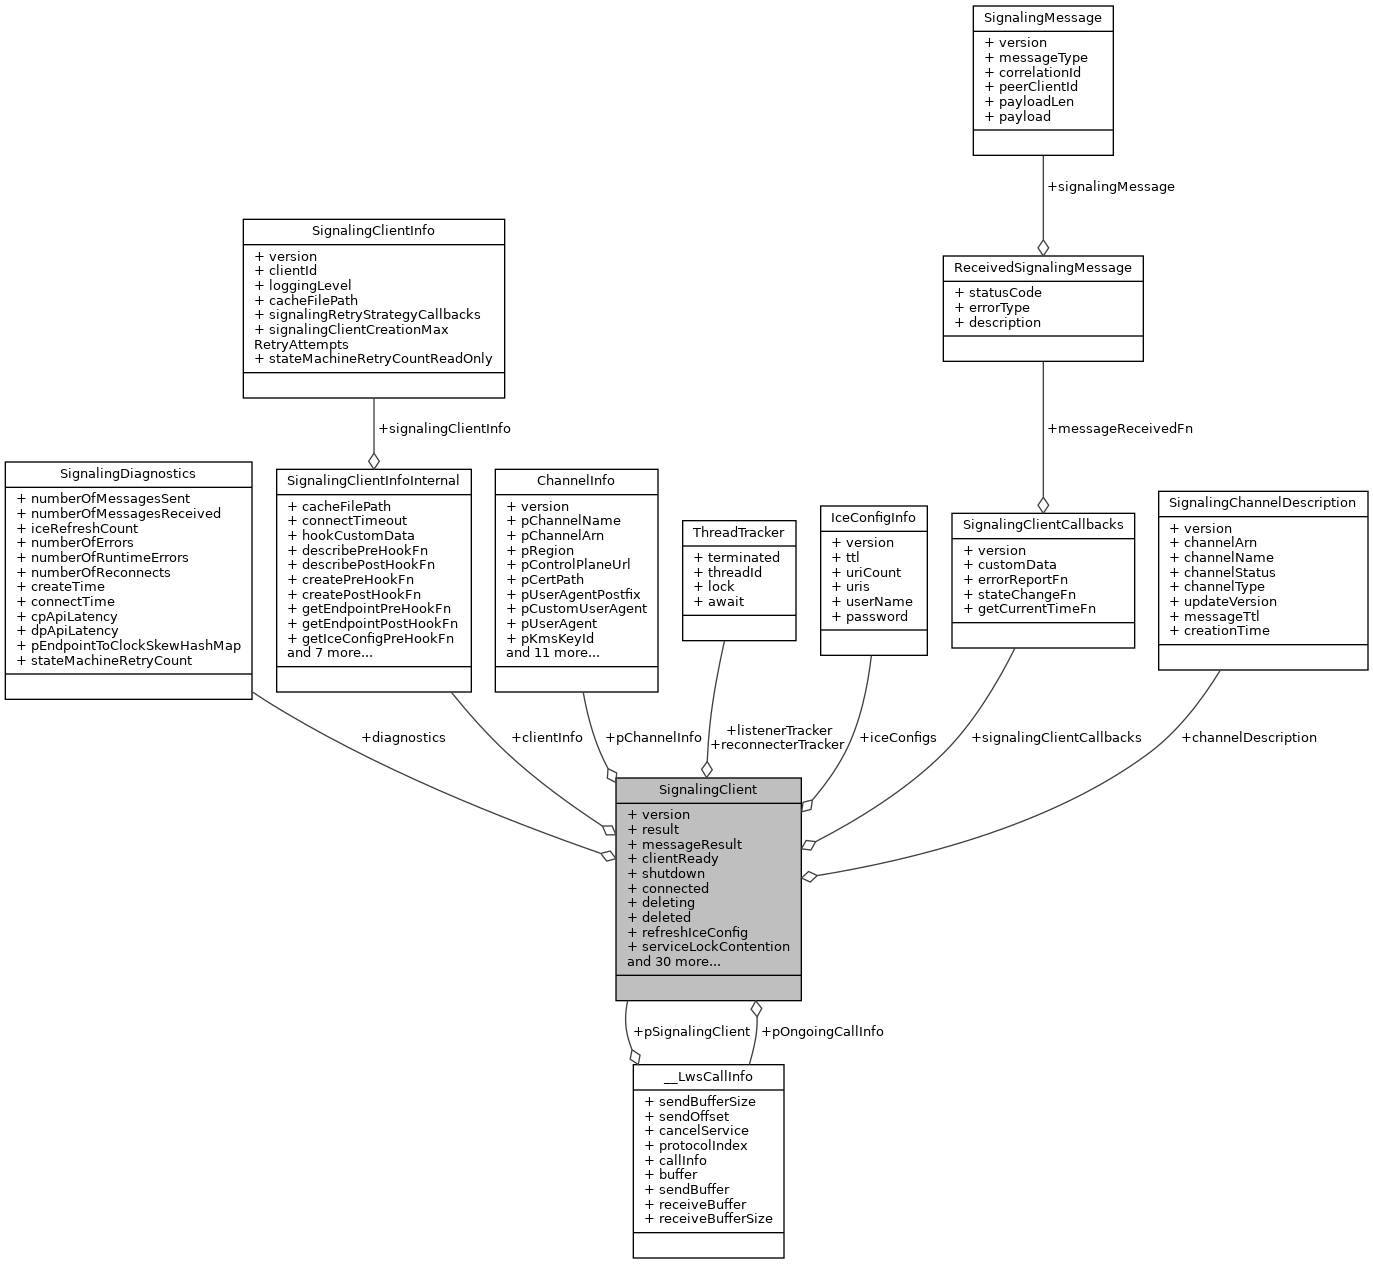 SignalingMessage
+ version
+ messageType
+ correlationId
+ peerClientId
+ payloadLen
+ payload
+signalingMessage
SignalingClientInfo
+ version
+ clientId
+ loggingLevel
+ cacheFilePath
+ signalingRetryStrategyCallbacks
+ signalingClientCreationMax
RetryAttempts
+ stateMachineRetryCountReadOnly
ReceivedSignalingMessage
+ statusCode
+ errorType
+ description
+signalingClientInfo
+messageReceivedFn
SignalingDiagnostics
+ numberOfMessagesSent
+ numberOfMessagesReceived
+ iceRefreshCount
+ numberOfErrors
+ numberOfRuntimeErrors
+ numberOfReconnects
+ createTime
+ connectTime
+ cpApiLatency
+ dpApiLatency
+ pEndpointToClockSkewHashMap
+ stateMachineRetryCount
SignalingClientInfoInternal
+ cacheFilePath
+ connectTimeout
+ hookCustomData
+ describePreHookFn
+ describePostHookFn
+ createPreHookFn
+ createPostHookFn
+ getEndpointPreHookFn
+ getEndpointPostHookFn
+ getIceConfigPreHookFn
and 7 more...
ChannelInfo
+ version
+ pChannelName
+ pChannelArn
+ pRegion
+ pControlPlaneUrl
+ pCertPath
+ pUserAgentPostfix
+ pCustomUserAgent
+ pUserAgent
+ pKmsKeyId
and 11 more...
ThreadTracker
+ terminated
+ threadId
+ lock
+ await
IceConfigInfo
+ version
+ ttl
+ uriCount
+ uris
+ userName
+ password
SignalingClientCallbacks
+ version
+ customData
+ errorReportFn
+ stateChangeFn
+ getCurrentTimeFn
SignalingChannelDescription
+ version
+ channelArn
+ channelName
+ channelStatus
+ channelType
+ updateVersion
+ messageTtl
+ creationTime
+diagnostics
+clientInfo
+pChannelInfo
+listenerTracker
+reconnecterTracker
+iceConfigs
+signalingClientCallbacks
+channelDescription
SignalingClient
+ version
+ result
+ messageResult
+ clientReady
+ shutdown
+ connected
+ deleting
+ deleted
+ refreshIceConfig
+ serviceLockContention
and 30 more...
+pSignalingClient
+pOngoingCallInfo
__LwsCallInfo
+ sendBufferSize
+ sendOffset
+ cancelService
+ protocolIndex
+ callInfo
+ buffer
+ sendBuffer
+ receiveBuffer
+ receiveBufferSize